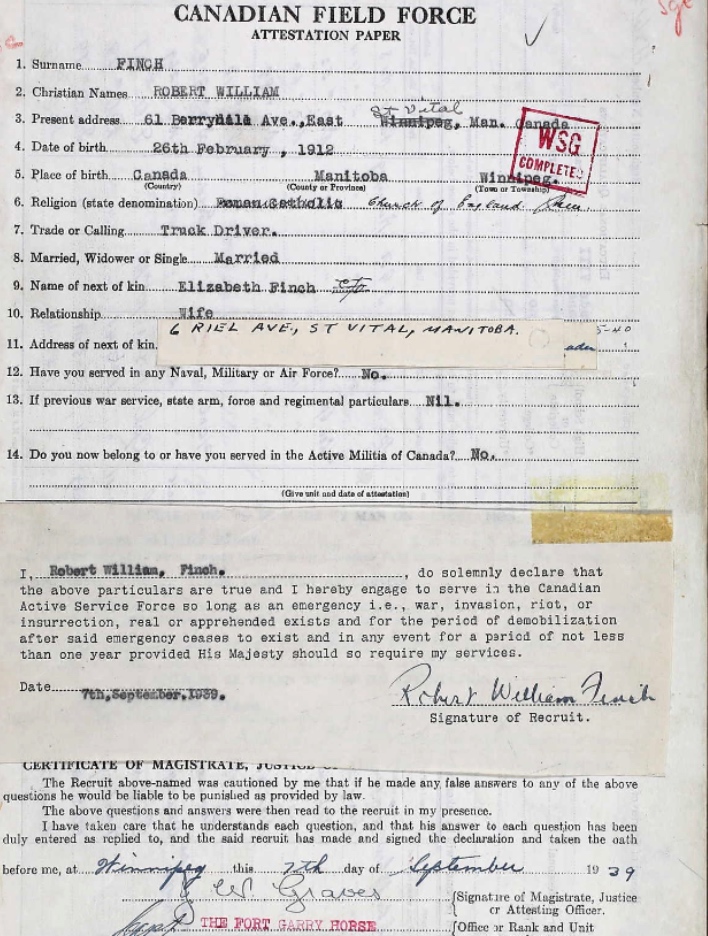 CANADIAN FIELD FORCE
ATTESTATION PAPER
1. Surname FINCH
2. Christian Names ROBERT WILLIAM
St Vital
3. Present address 61 Ave., East Winnipeg, Man. Canada
WSG
COMPLETED
4. Date of birth 26th February , 1912
5. Place of birth Canada Manitoba Winnipeg.
(Country) (County or Province) (Town or Township)
6. Religion (state denomination) Roman Catholic Church of England
7. Trade or Calling Truck Driver.
8. Married, Widower or Single Married
9. Name of next of kin Elizabeth Finch
10. Relationship Wife
6 RIEL AVE., ST VITAL, MANITOBA.
11. Address of next of kin.
12. Have you served in any Naval, Military or Air Force? No.
13. If previous war service, state arm, force and regimental particulars Nil.
14. Do you now belong to or have you served in the Active Militia of Canada? No.
(Give unit and date of attestation)
I, Robert William, Finch. , do solemnly declare that
the above particulars are true and I hereby engage to serve in the Canadian
Active Service Force so long as an emergency i.e., war, invasion, riot, or
insurrection, real or apprehended exists and for the period of demobilization
after said emergency ceases to exist and in any event for a period of not less
than one year provided His Majesty should so require my services.
Date 7th,September,1939.
Robert William Finch
Signature of Recruit.
CERTIFICATE OF MAGISTRATE, JUSTICE
The Recruit above-named was cautioned by me that if he made any false answers to any of the above
questions he would be liable to be punished as provided by law.
The above questions and answers were then read to the recruit in my presence.
I have taken care that he understands each question, and that his answer to each question has been
duly entered as replied to, and the said recruit has made and signed the declaration and taken the oath
before me, at Winnipeg this 7th day of September 1939
W Graves Signature of Magistrate, Justice
or Attesting Officer.
Capt THE FORT GARRY HORSE Office or Rank and Unit